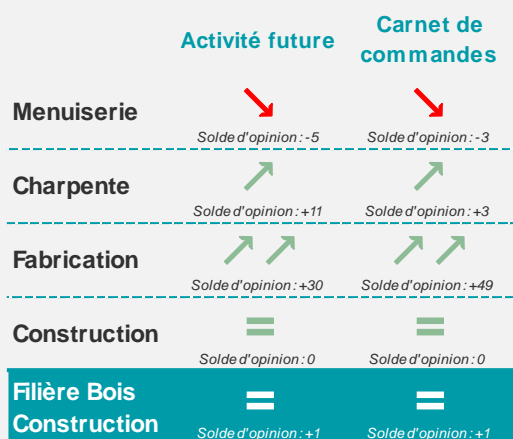 Activité future
Carnet de
commandes
Menuiserie
Solde d'opinion : -5
Solde d'opinion : -3
Charpente
Solde d'opinion : +11
Solde d'opinion : +3
Fabrication
Solde d'opinion : +30
Solde d'opinion : +49
Construction
=
=
Solde d'opinion : 0
Solde d'opinion : 0
Filière Bois
Construction
=
=
Solde d'opinion : +1
Solde d'opinion : +1